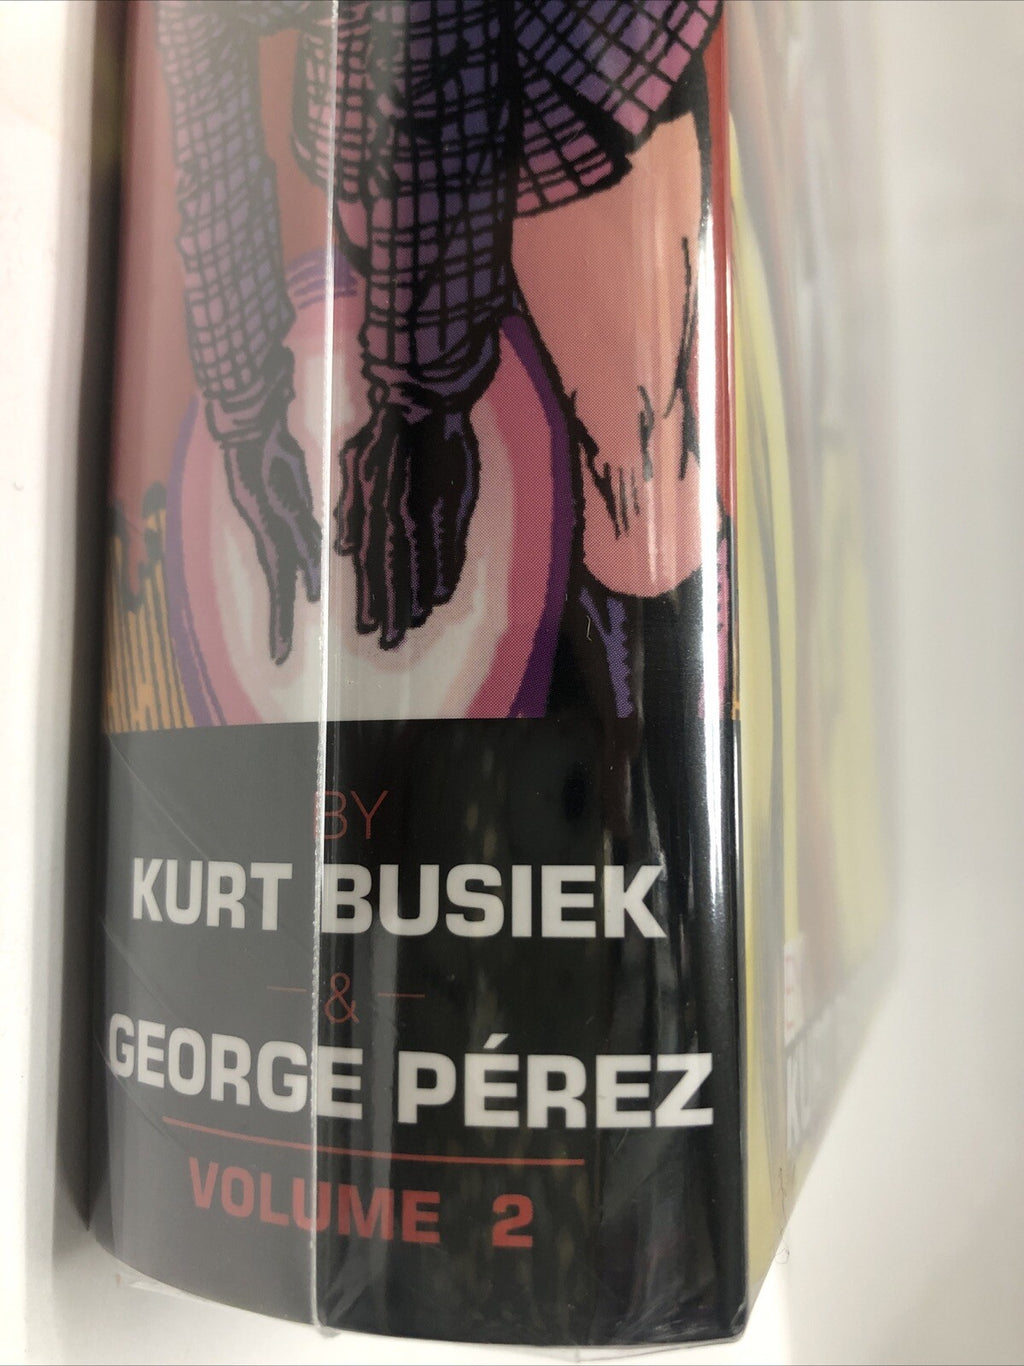 BY
KURT BUSIEK
&
GEORGE PÉREZ
VOLUME 2